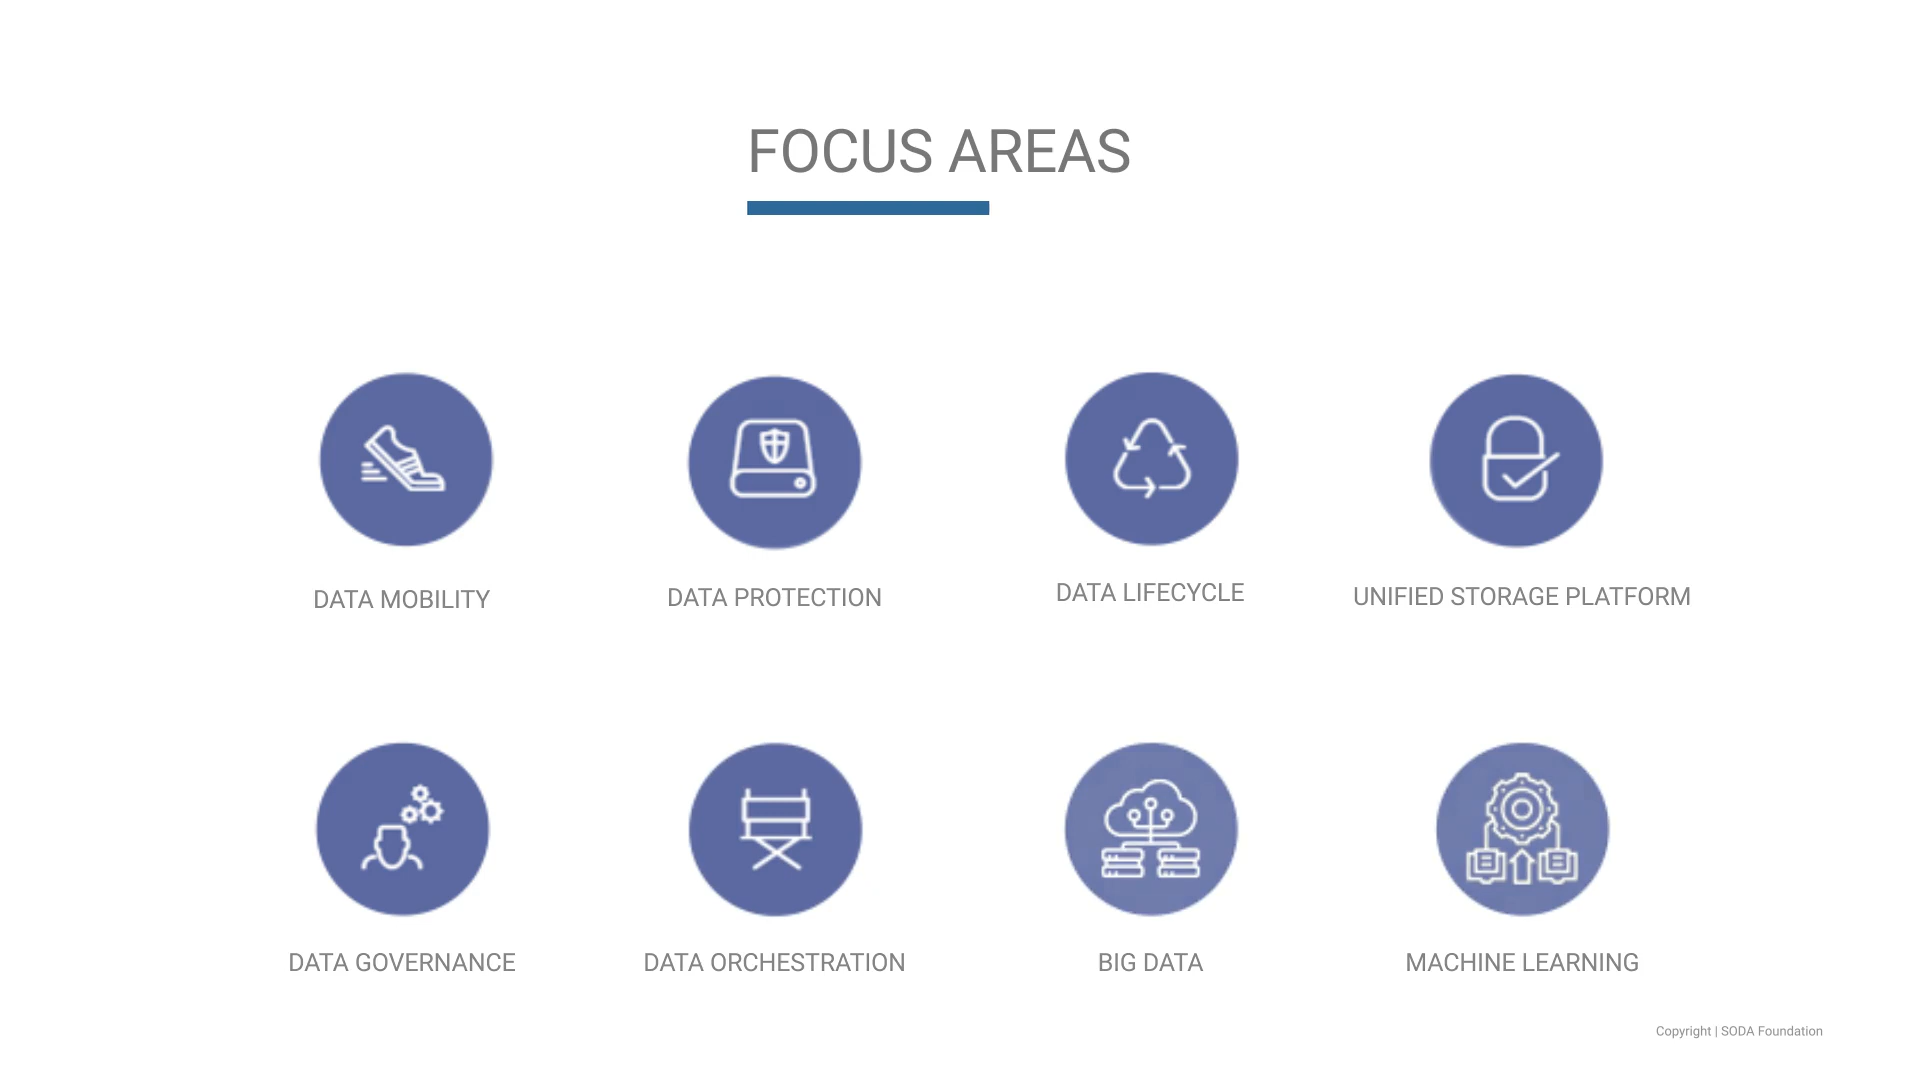 FOCUS AREAS
DATA MOBILITY
DATA PROTECTION
DATA LIFECYCLE
UNIFIED STORAGE PLATFORM
DATA GOVERNANCE
DATA ORCHESTRATION
BIG DATA
MACHINE LEARNING
Copyright | SODA Foundation